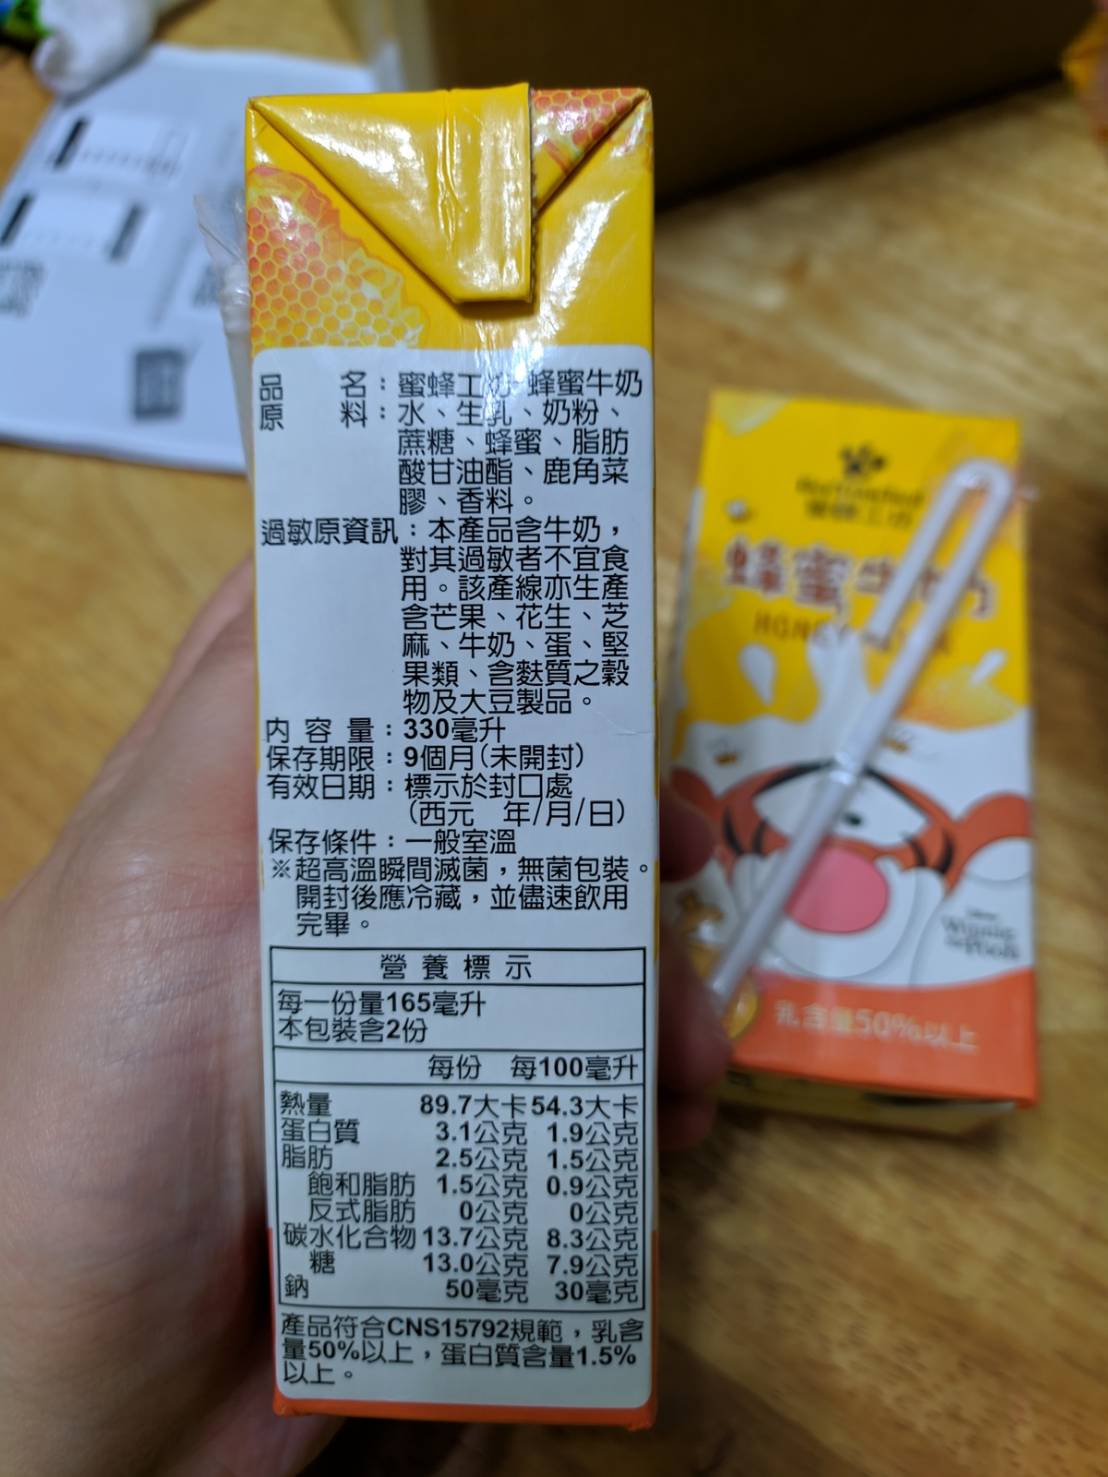 品　名：蜜蜂工坊 蜂蜜牛奶
原　料：水、生乳、奶粉、
蔗糖、蜂蜜、脂肪
酸甘油酯、鹿角菜
膠、香料。
過敏原資訊：本產品含牛奶，
對其過敏者不宜食
用。該產線亦生產
含芒果、花生、芝
麻、牛奶、蛋、堅
果類、含麩質之穀
物及大豆製品。
內容量：330毫升
保存期限：9個月(未開封)
有效日期：標示於封口處
(西元　年/月/日)
保存條件：一般室溫
※超高溫瞬間滅菌，無菌包裝。
開封後應冷藏，並儘速飲用
完畢。
營養標示
每一份量165毫升
本包裝含2份
每份　每100毫升
熱量 89.7大卡 54.3大卡
蛋白質 3.1公克 1.9公克
脂肪 2.5公克 1.5公克
飽和脂肪 1.5公克 0.9公克
反式脂肪 0公克 0公克
碳水化合物 13.7公克 8.3公克
糖 13.0公克 7.9公克
鈉 50毫克 30毫克
產品符合CNS15792規範，乳含
量50%以上，蛋白質含量1.5%
以上。
蜂蜜牛奶
Winnie
the Pooh
乳含量50%以上